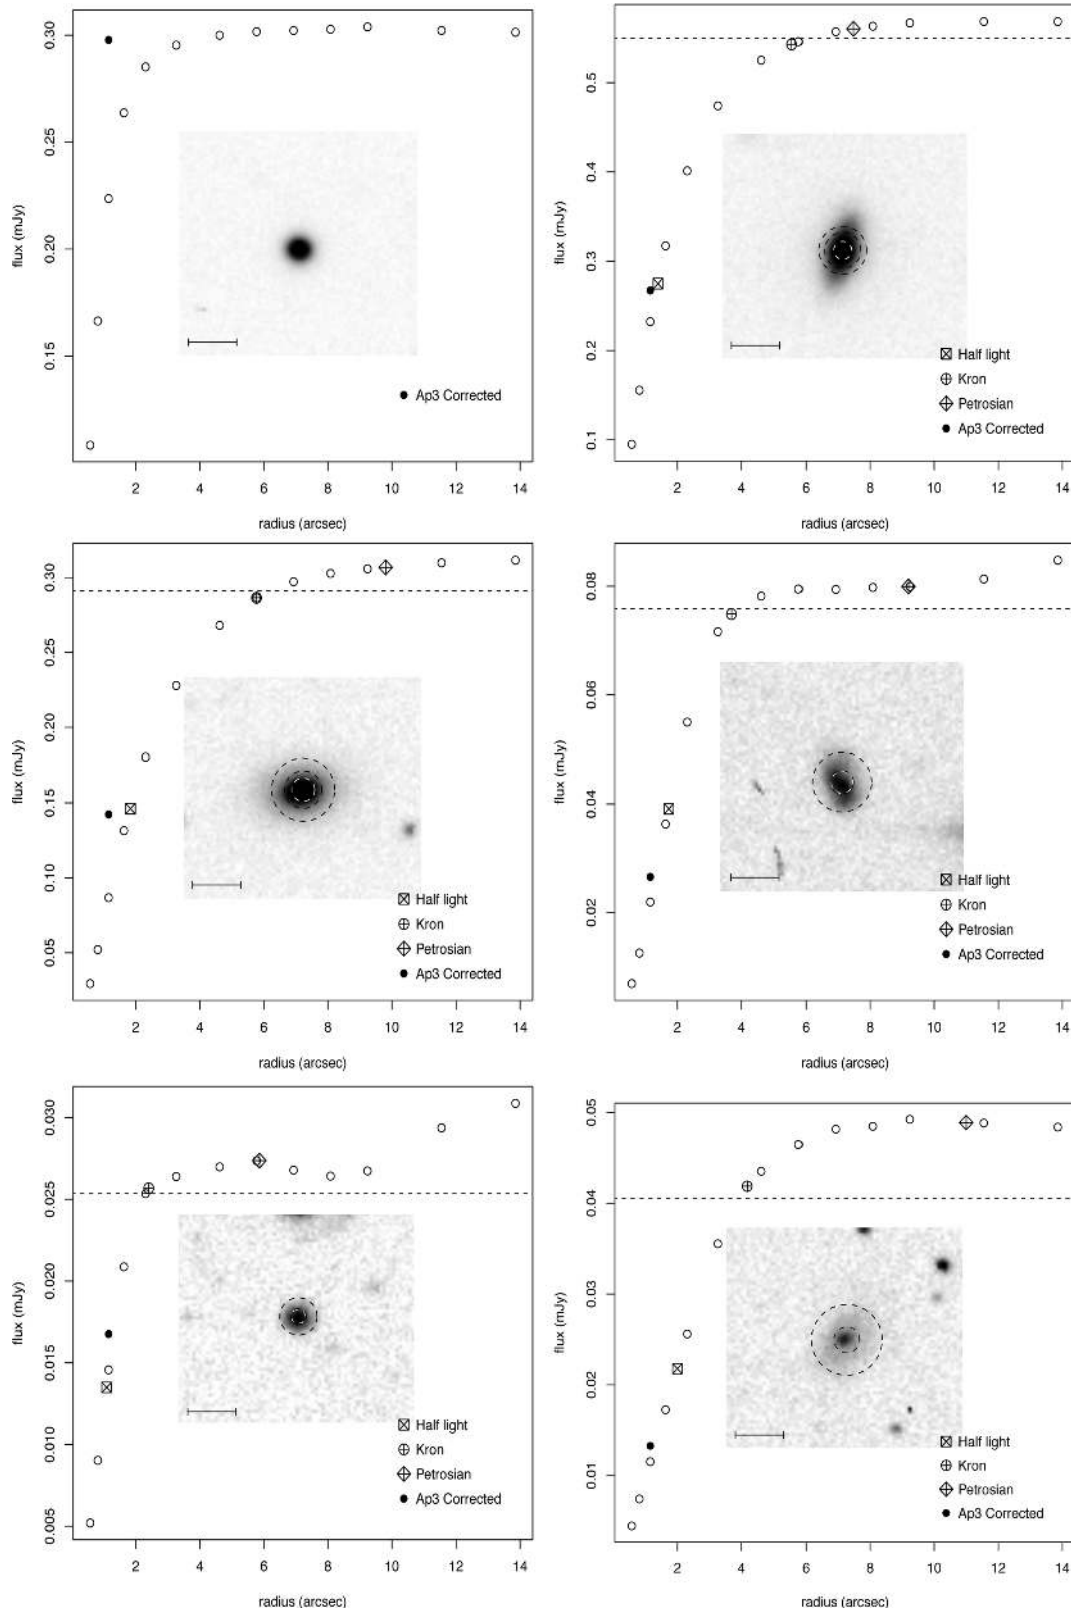 0.30
0.25
0.20
0.15
flux (mJy)
Ap3 Corrected
2 4 6 8 10 12 14
radius (arcsec)
0.5
0.4
0.3
0.2
0.1
flux (mJy)
Half light
Kron
Petrosian
Ap3 Corrected
2 4 6 8 10 12 14
radius (arcsec)
0.30
0.25
0.20
0.15
0.10
0.05
flux (mJy)
Half light
Kron
Petrosian
Ap3 Corrected
2 4 6 8 10 12 14
radius (arcsec)
0.08
0.06
0.04
0.02
flux (mJy)
Half light
Kron
Petrosian
Ap3 Corrected
2 4 6 8 10 12 14
radius (arcsec)
0.030
0.025
0.020
0.015
0.010
0.005
flux (mJy)
Half light
Kron
Petrosian
Ap3 Corrected
2 4 6 8 10 12 14
radius (arcsec)
0.05
0.04
0.03
0.02
0.01
flux (mJy)
Half light
Kron
Petrosian
Ap3 Corrected
2 4 6 8 10 12 14
radius (arcsec)